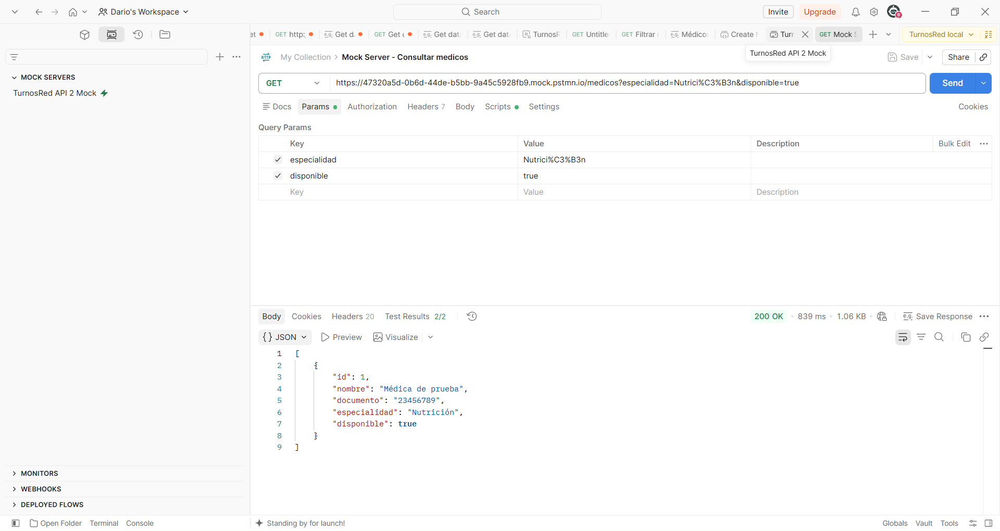 Dario's Workspace
Search
Invite
Upgrade
et
GET http:
e.g. Get d
GET Get c
e.g. Get dat
e.g. Get dat
TurnosR
GET Untitle
GET Filtrar
e.g. Médico
Create
Turn
GET Mock S
TurnosRed local
TurnosRed API 2 Mock
HTTP My Collection > Mock Server - Consultar medicos
Save
Share
MOCK SERVERS
TurnosRed API 2 Mock
GET
https://47320a5d-0b6d-44de-b5bb-9a45c5928fb9.mock.pstmn.io/medicos?especialidad=Nutrici%C3%B3n&disponible=true
Send
Docs
Params
Authorization
Headers 7
Body
Scripts
Settings
Cookies
Query Params
Key Value Description Bulk Edit
especialidad Nutrici%C3%B3n
disponible true
Key Value Description
Body
Cookies
Headers 20
Test Results 2/2
200 OK
839 ms
1.06 KB
e.g. Save Response
{} JSON
Preview
Visualize
1 [
2 {
3 "id": 1,
4 "nombre": "Médica de prueba",
5 "documento": "23456789",
6 "especialidad": "Nutrición",
7 "disponible": true
8 }
9 ]
MONITORS
WEBHOOKS
DEPLOYED FLOWS
Open Folder
Terminal
Console
Standing by for launch!
Globals
Vault
Tools